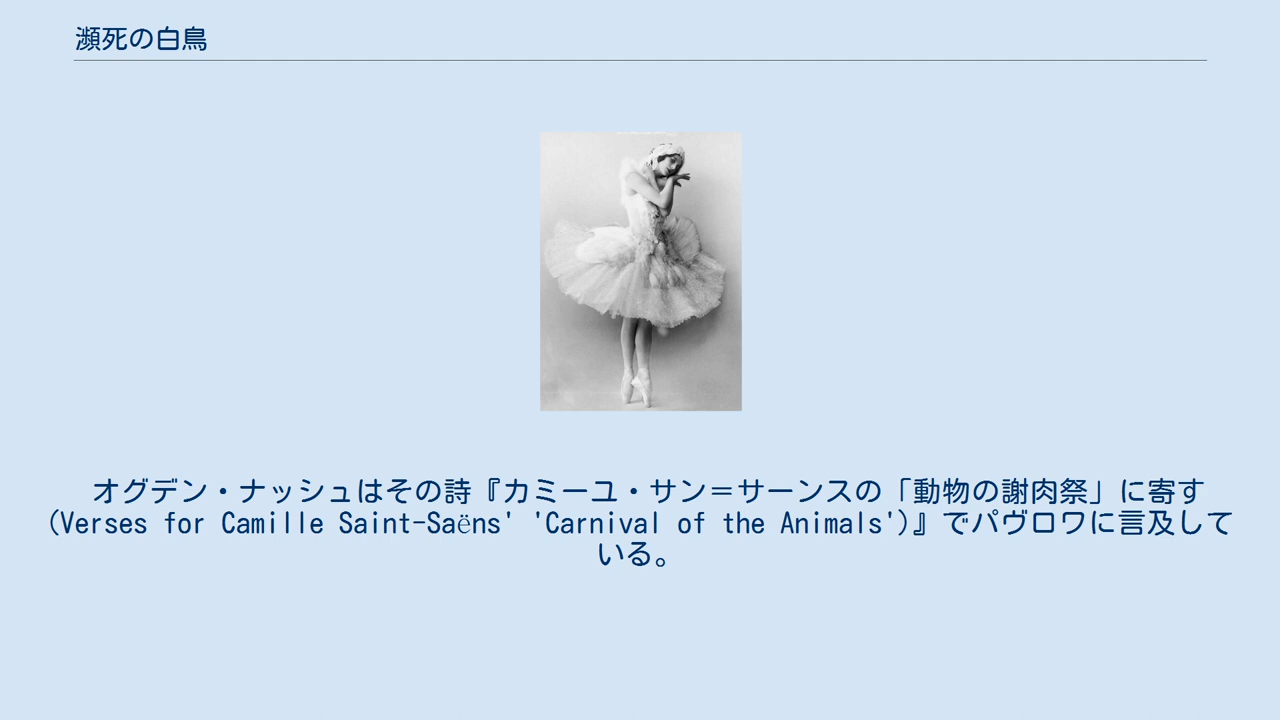 瀕死の白鳥
オグデン・ナッシュはその詩『カミーユ・サン＝サーンスの「動物の謝肉祭」に寄す
(Verses for Camille Saint-Saëns' 'Carnival of the Animals')』でパヴロワに言及して
いる。